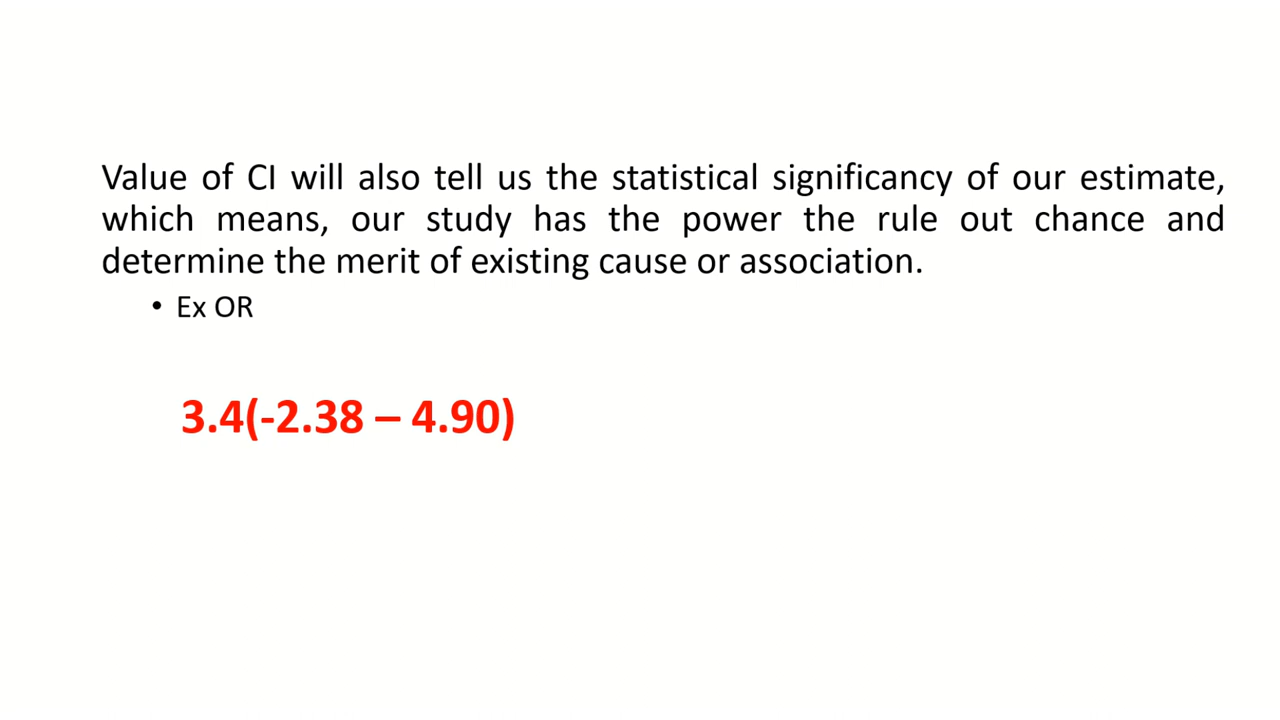 Value of CI will also tell us the statistical significancy of our estimate,
which means, our study has the power the rule out chance and
determine the merit of existing cause or association.
• Ex OR
3.4(-2.38 – 4.90)